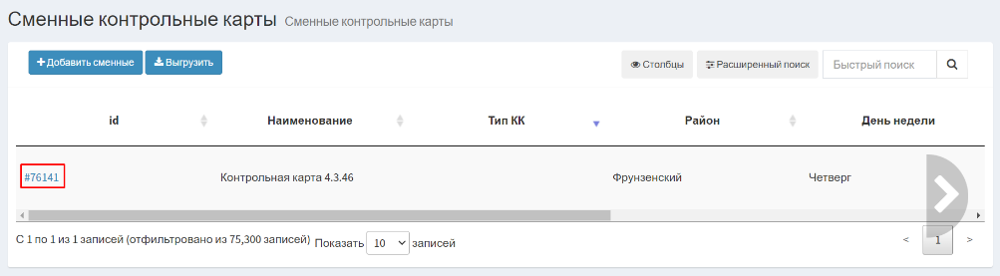 Сменные контрольные карты Сменные контрольные карты
Добавить сменные Выгрузить Столбцы Расширенный поиск Быстрый поиск
id Наименование Тип КК Район День недели
#76141 Контрольная карта 4.3.46 Фрунзенский Четверг
С 1 по 1 из 1 записей (отфильтровано из 75,300 записей) Показать 10 записей < 1 >